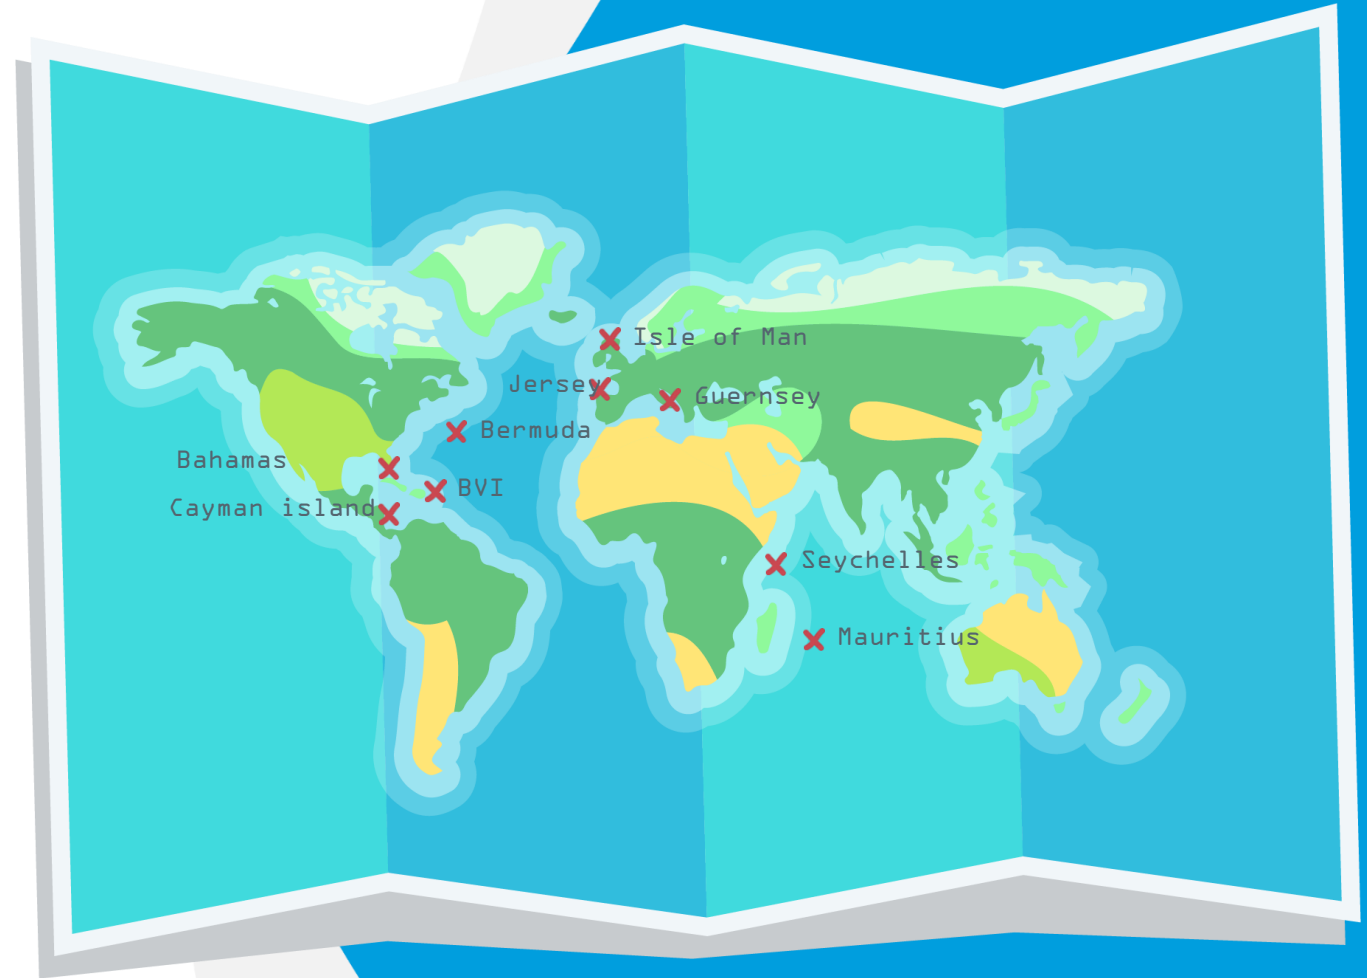 Isle of Man
Jersey
Guernsey
Bermuda
Bahamas
BVI
Cayman island
Seychelles
Mauritius